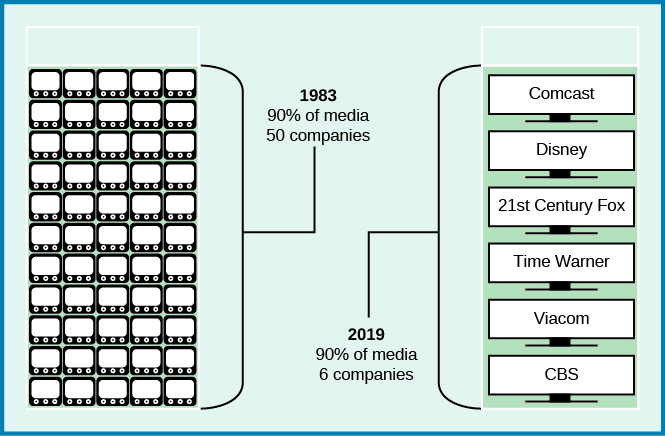 1983
90% of media
50 companies
2019
90% of media
6 companies
Comcast
Disney
21st Century Fox
Time Warner
Viacom
CBS